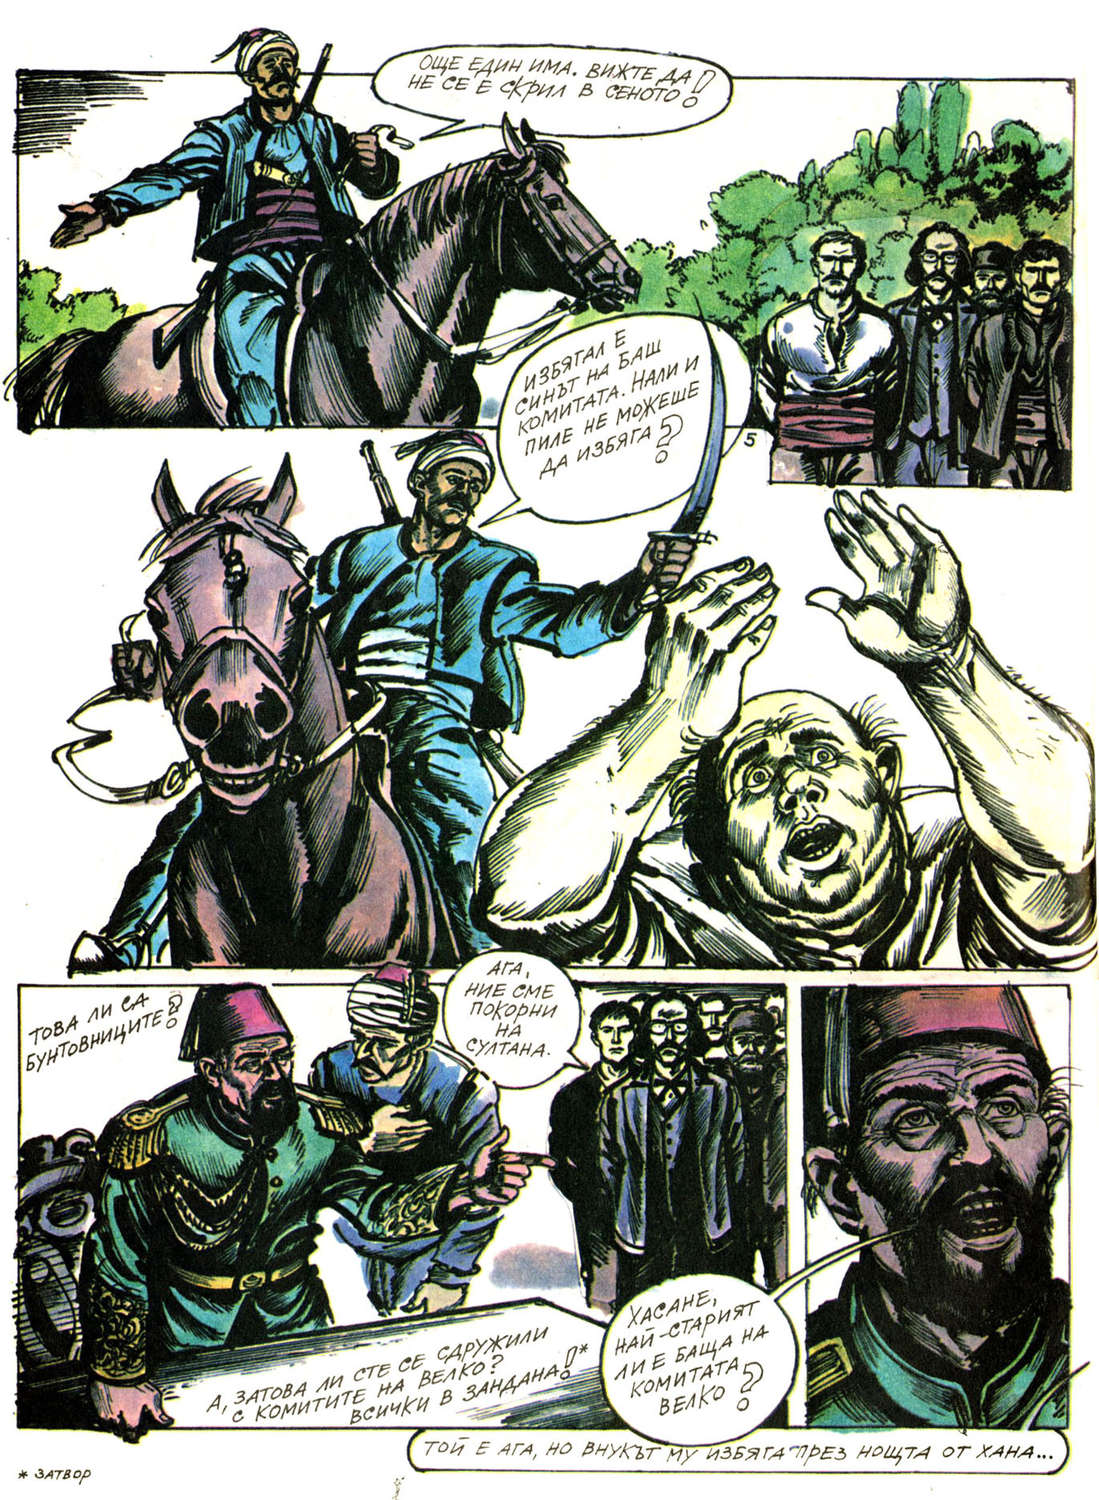 ОЩЕ ЕДИН ИМА. ВИЖТЕ ДА
НЕ СЕ Е СКРИЛ В СЕНОТО!
ИЗБЯГАЛ Е
СИНЪТ НА БАШ
КОМИТАТА. НАЛИ И
ПИЛЕ НЕ МОЖЕШЕ
ДА ИЗБЯГА?
5
ТОВА ЛИ СА
БУНТОВНИЦИТЕ?
АГА,
НИЕ СМЕ
ПОКОРНИ
НА
СУЛТАНА.
А, ЗАТОВА ЛИ СТЕ СЕ СДРУЖИЛИ
С КОМИТИТЕ НА ВЕЛКО?
ВСИЧКИ В ЗАНДАНА!*
ХАСАНЕ,
НАЙ-СТАРИЯТ
ЛИ Е БАЩА НА
КОМИТАТА
ВЕЛКО?
ТОЙ Е АГА, НО ВНУКЪТ МУ ИЗБЯГА ПРЕЗ НОЩТА ОТ ХАНА...
* ЗАТВОР